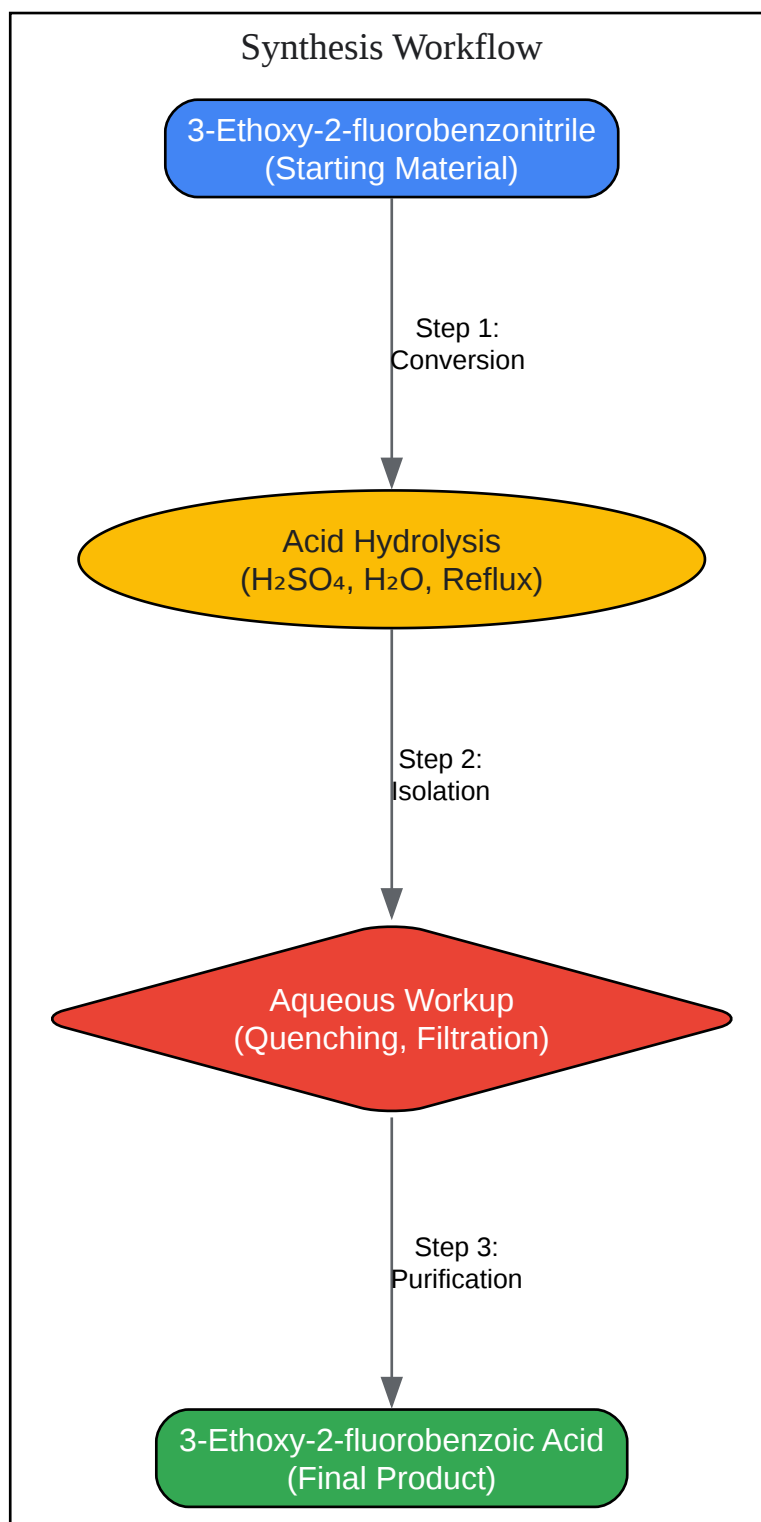 Synthesis Workflow
3-Ethoxy-2-fluorobenzonitrile
(Starting Material)
Step 1:
Conversion
Acid Hydrolysis
(H₂SO₄, H₂O, Reflux)
Step 2:
Isolation
Aqueous Workup
(Quenching, Filtration)
Step 3:
Purification
3-Ethoxy-2-fluorobenzoic Acid
(Final Product)